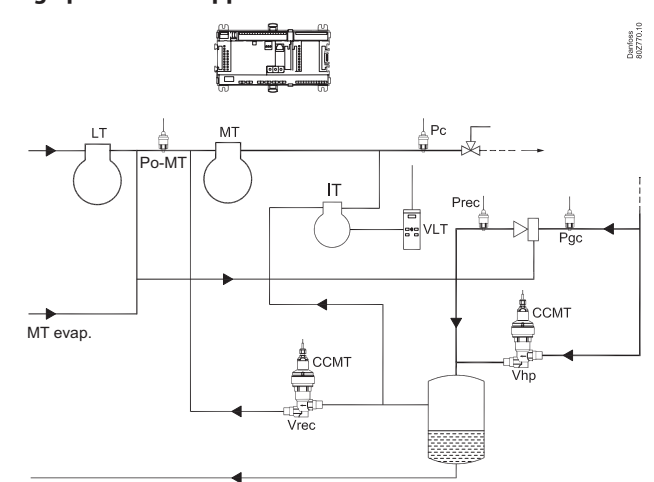 Danfoss
80Z770.10
LT
MT
Pc
Po-MT
IT
VLT
Prec
Pgc
CCMT
Vhp
MT evap.
CCMT
Vrec